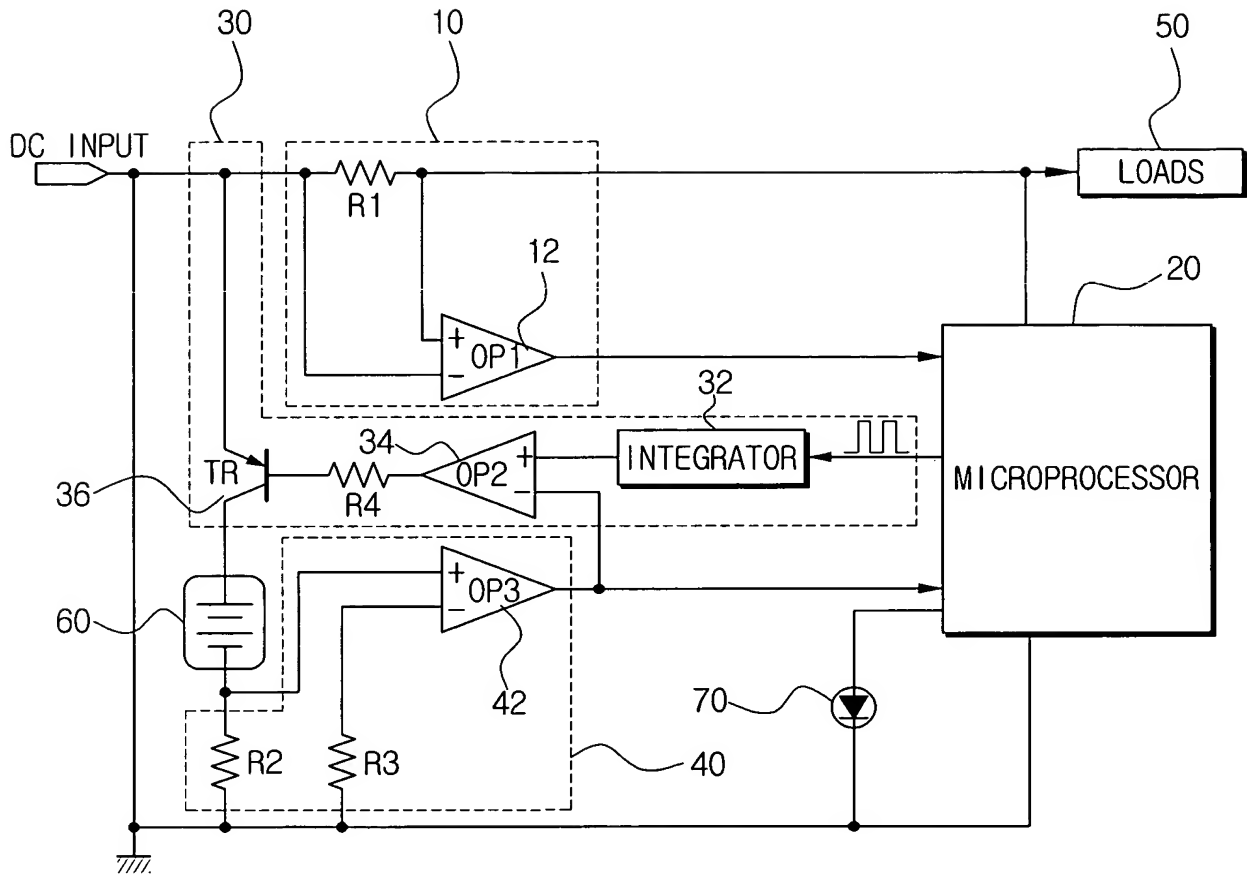 30
10
50
DC INPUT
R1
LOADS
12
20
+
OP1
−
32
34
INTEGRATOR
+
OP2
−
TR
R4
MICROPROCESSOR
36
+
OP3
−
60
42
70
R2
R3
40